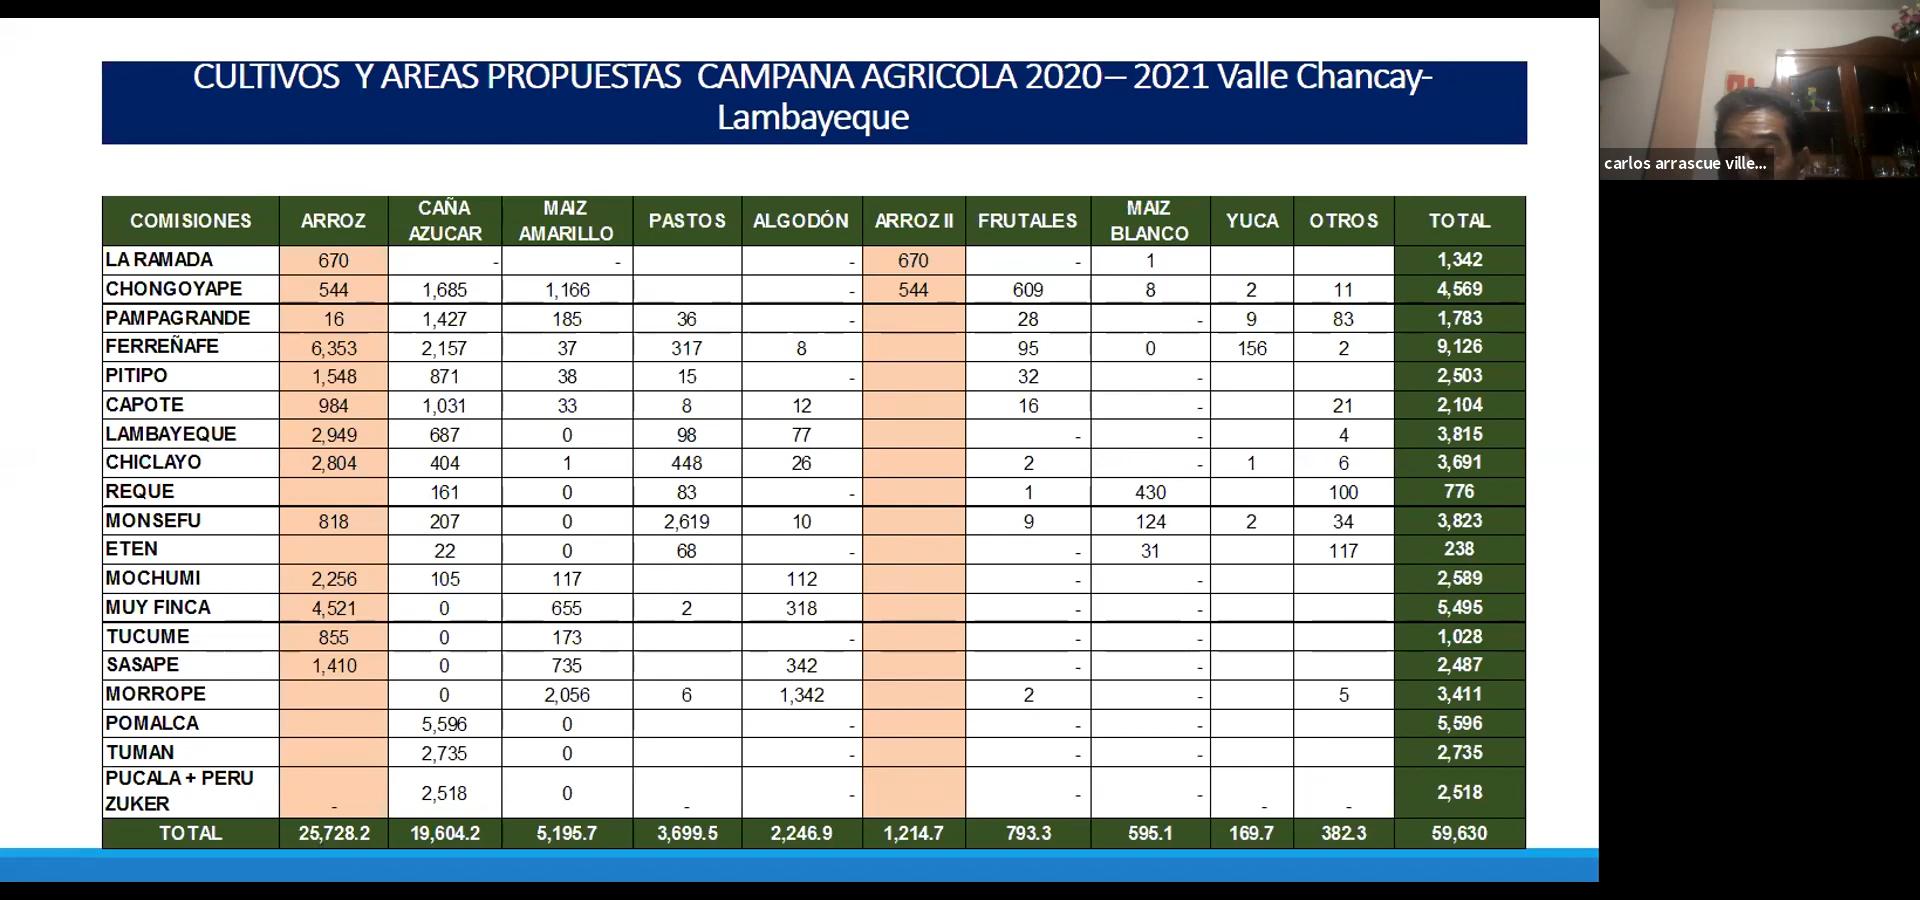 CULTIVOS Y AREAS PROPUESTAS CAMPANA AGRICOLA 2020– 2021 Valle Chancay-
Lambayeque
carlos arrascue ville...
COMISIONES ARROZ CAÑA AZUCAR MAIZ AMARILLO PASTOS ALGODÓN ARROZ II FRUTALES MAIZ BLANCO YUCA OTROS TOTAL
LA RAMADA 670 - - - 670 - 1 1,342
CHONGOYAPE 544 1,685 1,166 - 544 609 8 2 11 4,569
PAMPAGRANDE 16 1,427 185 36 - 28 - 9 83 1,783
FERREÑAFE 6,353 2,157 37 317 8 95 0 156 2 9,126
PITIPO 1,548 871 38 15 - 32 - 2,503
CAPOTE 984 1,031 33 8 12 16 - 21 2,104
LAMBAYEQUE 2,949 687 0 98 77 - - 4 3,815
CHICLAYO 2,804 404 1 448 26 2 - 1 6 3,691
REQUE 161 0 83 - 1 430 100 776
MONSEFU 818 207 0 2,619 10 9 124 2 34 3,823
ETEN 22 0 68 - - 31 117 238
MOCHUMI 2,256 105 117 112 - - 2,589
MUY FINCA 4,521 0 655 2 318 - - 5,495
TUCUME 855 0 173 - - - 1,028
SASAPE 1,410 0 735 342 - - 2,487
MORROPE 0 2,056 6 1,342 2 - 5 3,411
POMALCA 5,596 0 - - - 5,596
TUMAN 2,735 0 - - - 2,735
PUCALA + PERU ZUKER - 2,518 0 - - - - - - 2,518
TOTAL 25,728.2 19,604.2 5,195.7 3,699.5 2,246.9 1,214.7 793.3 595.1 169.7 382.3 59,630